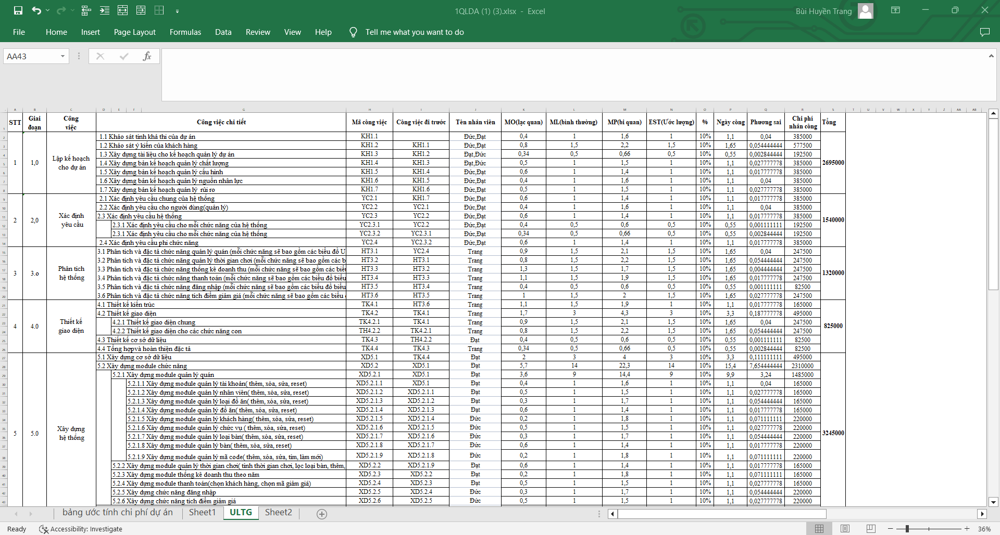 1QLDA (1) (3).xlsx - Excel
Bùi Huyền Trang
File Home Insert Page Layout Formulas Data Review View Help Tell me what you want to do
AA43
fx
STT Giai đoạn Công việc Công việc chi tiết Mã công việc Công việc đi trước Tên nhân viên MO(lạc quan) ML(bình thường) MP(bi quan) EST(Ước lượng) % Ngày công Phương sai Chi phí nhân công Tổng
1 1,0 Lập kế hoạch cho dự án 2695000
1.1 Khảo sát tính khả thi của dự án KH1.1 Đức,Đạt 0,4 1 1,6 1 10% 1,1 0,04 385000
1.2 Khảo sát ý kiến của khách hàng KH1.2 KH1.1 Đức,Đạt 0,8 1,5 2,2 1,5 10% 1,65 0,054444444 577500
1.3 Xây dựng tài liệu cho kế hoạch quản lý dự án KH1.3 KH1.2 Đạt,Đức 0,34 0,5 0,66 0,5 10% 0,55 0,002844444 192500
1.4 Xây dựng bản kế hoạch quản lý chất lượng KH1.4 KH1.3 Đạt,Đức 0,5 1 1,5 1 10% 1,1 0,027777778 385000
1.5 Xây dựng bản kế hoạch quản lý cấu hình KH1.5 KH1.4 Đức,Đạt 0,6 1 1,4 1 10% 1,1 0,017777778 385000
1.6 Xây dựng bản kế hoạch quản lý nguồn nhân lực KH1.6 KH1.5 Đức,Đạt 0,4 1 1,6 1 10% 1,1 0,04 385000
1.7 Xây dựng bản kế hoạch quản lý rủi ro KH1.7 KH1.6 Đức,Đạt 0,5 1 1,5 1 10% 1,1 0,027777778 385000
2 2,0 Xác định yêu cầu 1540000
2.1 Xác định yêu cầu chung của hệ thống YC2.1 KH1.7 Đức,Đạt 0,6 1 1,4 1 10% 1,1 0,017777778 385000
2.2 Xác định yêu cầu cho người dùng(quản lý) YC2.2 YC2.1 Đức,Đạt 0,4 1 1,6 1 10% 1,1 0,04 385000
2.3 Xác định yêu cầu hệ thống YC2.3 YC2.2 Đức,Đạt 0,6 1 1,4 1 10% 1,1 0,017777778 385000
2.3.1 Xác định yêu cầu cho mỗi chức năng của hệ thống YC2.3.1 YC2.2 Đức,Đạt 0,4 0,5 0,6 0,5 10% 0,55 0,001111111 192500
2.3.1 Xác định yêu cầu cho mỗi chức năng của hệ thống YC2.3.2 YC2.3.1 Đức,Đạt 0,34 0,5 0,66 0,5 10% 0,55 0,002844444 192500
2.4 Xác định yêu cầu phi chức năng YC2.4 YC2.3.2 Đức,Đạt 0,6 1 1,4 1 10% 1,1 0,017777778 385000
3 3.o Phân tích hệ thống 1320000
3.1 Phân tích và đặc tả chức năng quản lý quán (mỗi chức năng sẽ bao gồm các biểu đồ U HT3.1 YC2.4 Trang 0,9 1,5 2,1 1,5 10% 1,65 0,04 247500
3.2 Phân tích và đặc tả chức năng quản lý thời gian chơi (mỗi chức năng sẽ bao gồm các b HT3.2 HT3.1 Trang 0,8 1,5 2,2 1,5 10% 1,65 0,054444444 247500
3.3 Phân tích và đặc tả chức năng thống kê doanh thu (mỗi chức năng sẽ bao gồm các biểu HT3.3 HT3.2 Trang 1,3 1,5 1,7 1,5 10% 1,65 0,004444444 247500
3.4 Phân tích và đặc tả chức năng thanh toán (mỗi chức năng sẽ bao gồm các biểu đồ biểu HT3.4 HT3.3 Trang 1,1 1,5 1,9 1,5 10% 1,65 0,017777778 247500
3.5 Phân tích và đặc tả chức năng đăng nhập (mỗi chức năng sẽ bao gồm các biểu đồ biểu HT3.5 HT3.4 Trang 0,4 0,5 0,6 0,5 10% 0,55 0,001111111 82500
3.6 Phân tích và đặc tả chức năng tích điểm giảm giá (mỗi chức năng sẽ bao gồm các biểu HT3.6 HT3.5 Trang 1 1,5 2 1,5 10% 1,65 0,027777778 247500
4 4.0 Thiết kế giao diện 825000
4.1 Thiết kế kiến trúc TK4.1 HT3.6 Trang 1,1 1,5 1,9 1 10% 1,1 0,017777778 165000
4.2 Thiết kế giao diện TK4.2 TK4.1 Trang 1,7 3 4,3 3 10% 3,3 0,187777778 495000
4.2.1 Thiết kế giao diện chung TK4.2.1 TK4.1 Trang 0,9 1,5 2,1 1,5 10% 1,65 0,04 247500
4.2.2 Thiết kế giao diện cho các chức năng con TH4.2.2 TK4.2.1 Trang 0,8 1,5 2,2 1,5 10% 1,65 0,054444444 247500
4.3 Thiết kế cơ sở dữ liệu TK4.3 TH4.2.2 Đạt 0,4 0,5 0,6 0,5 10% 0,55 0,001111111 82500
4.4 Tổng hợpvà hoàn thiện đặc tả TK4.4 TK4.3 Trang 0,34 0,5 0,66 0,5 10% 0,55 0,002844444 82500
5 5.0 Xây dựng hệ thống 3245000
5.1 Xây dựng cơ sở dữ liệu XD5.1 TK4.4 Đạt 2 3 4 3 10% 3,3 0,111111111 495000
5.2 Xây dựng module chức năng XD5.2 XD5.1 Đạt 5,7 14 22,3 14 10% 15,4 7,654444444 2310000
5.2.1 Xây dựng module quản lý quán XD5.2.1 XD5.1 Đạt 3,6 9 14,4 9 10% 9,9 3,24 1485000
5.2.1.1 Xây dựng module quản lý tài khoản( thêm, xóa, sửa, reset) XD5.2.1.1 XD5.1 Đạt 0,4 1 1,6 1 10% 1,1 0,04 165000
5.2.1.2 Xây dựng module quản lý nhân viên( thêm, xóa, sửa, reset) XD5.2.1.2 XD5.2.1.1 Đạt 0,5 1 1,5 1 10% 1,1 0,027777778 165000
5.2.1.3 Xây dựng module quản lý loại đồ ăn( thêm, xóa, sửa, reset) XD5.2.1.3 XD5.2.1.2 Đạt 0,3 1 1,7 1 10% 1,1 0,054444444 165000
5.2.1.4 Xây dựng module quản lý đồ ăn( thêm, xóa, sửa, reset) XD5.2.1.4 XD5.2.1.3 Đạt 0,6 1 1,4 1 10% 1,1 0,017777778 165000
5.2.1.5 Xây dựng module quản lý khách hàng( thêm, xóa, sửa, reset) XD5.2.1.5 XD5.2.1.4 Đức 0,2 1 1,8 1 10% 1,1 0,071111111 220000
5.2.1.6 Xây dựng module quản lý chức vụ ( thêm, xóa, sửa, reset) XD5.2.1.6 XD5.2.1.5 Đức 0,5 1 1,5 1 10% 1,1 0,027777778 220000
5.2.1.7 Xây dựng module quản lý loại bàn( thêm, xóa, sửa, reset) XD5.2.1.7 XD5.2.1.6 Đức 0,3 1 1,7 1 10% 1,1 0,054444444 220000
5.2.1.8 Xây dựng module quản lý bàn( thêm, xóa, sửa, reset) XD5.2.1.8 XD5.2.1.7 Đức 0,6 1 1,4 1 10% 1,1 0,017777778 220000
5.2.1.9 Xây dựng module quản lý mã code( thêm, xóa, sửa, tìm, làm mới) XD5.2.1.9 XD5.2.1.8 Đức 0,2 1 1,8 1 10% 1,1 0,071111111 220000
5.2.2 Xây dựng module quản lý thời gian chơi( tính thời gian chơi, lọc loại bàn, thêm, XD5.2.2 XD5.2.1.9 Đạt 0,6 1 1,4 1 10% 1,1 0,017777778 165000
5.2.3 Xây dựng module thống kê doanh thu theo năm XD5.2.3 XD5.2.2 Đạt 0,2 1 1,8 1 10% 1,1 0,071111111 165000
5.2.4 Xây dựng module thanh toán(chọn khách hàng, chọn mã giảm giá) XD5.2.4 XD5.2.3 Đạt 0,5 1 1,5 1 10% 1,1 0,027777778 165000
5.2.5 Xây dựng chức năng đăng nhập XD5.2.5 XD5.2.4 Đức 0,3 1 1,7 1 10% 1,1 0,054444444 220000
5.2.6 Xây dựng chức năng tích điểm giảm giá XD5.2.6 XD5.2.5 Đức 0,5 1 1,5 1 10% 1,1 0,027777778 220000
bảng ước tính chi phí dự án Sheet1 ULTG Sheet2
Ready Accessibility: Investigate 36%